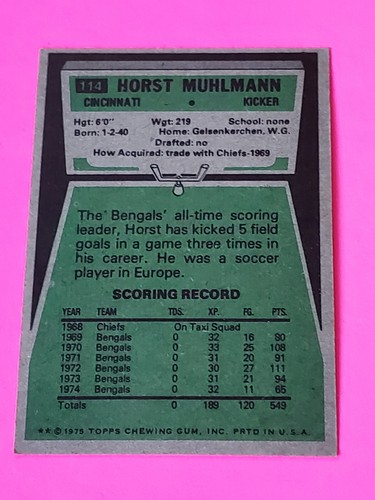 114 HORST MUHLMANN
CINCINNATI • KICKER
Hgt: 6'0" Wgt: 219 School: none
Born: 1-2-40 Home: Gelsenkerchen, W.G.
Drafted: no
How Acquired: trade with Chiefs-1969
The Bengals' all-time scoring
leader, Horst has kicked 5 field
goals in a game three times in
his career. He was a soccer
player in Europe.
SCORING RECORD
YEAR TEAM TDS. XP. FG. PTS.
1968 Chiefs On Taxi Squad
1969 Bengals 0 32 16 80
1970 Bengals 0 33 25 108
1971 Bengals 0 31 20 91
1972 Bengals 0 30 27 111
1973 Bengals 0 31 21 94
1974 Bengals 0 32 11 65
Totals 0 189 120 549
** © 1975 TOPPS CHEWING GUM, INC. PRTD IN U.S.A.